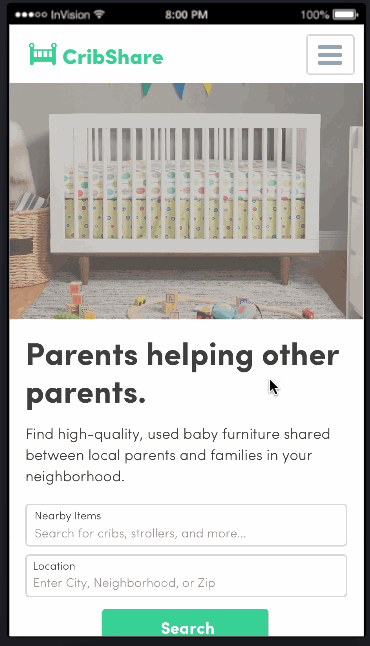 InVision 8:00 PM 100%
CribShare
Parents helping other
parents.
Find high-quality, used baby furniture shared
between local parents and families in your
neighborhood.
Nearby Items
Search for cribs, strollers, and more...
Location
Enter City, Neighborhood, or Zip
Search